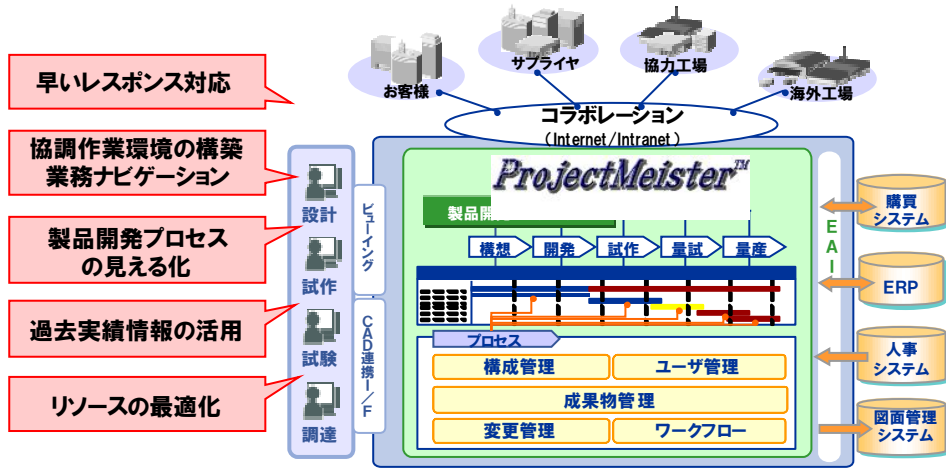 お客様
サプライヤ
協力工場
海外工場
コラボレーション
(Internet/Intranet)
早いレスポンス対応
協調作業環境の構築
業務ナビゲーション
製品開発プロセス
の見える化
過去実績情報の活用
リソースの最適化
設計
試作
試験
調達
ビューイング
CAD連携I/F
ProjectMeister™
製品開発
構想
開発
試作
量試
量産
プロセス
構成管理
ユーザ管理
成果物管理
変更管理
ワークフロー
EAI
購買
システム
ERP
人事
システム
図面管理
システム